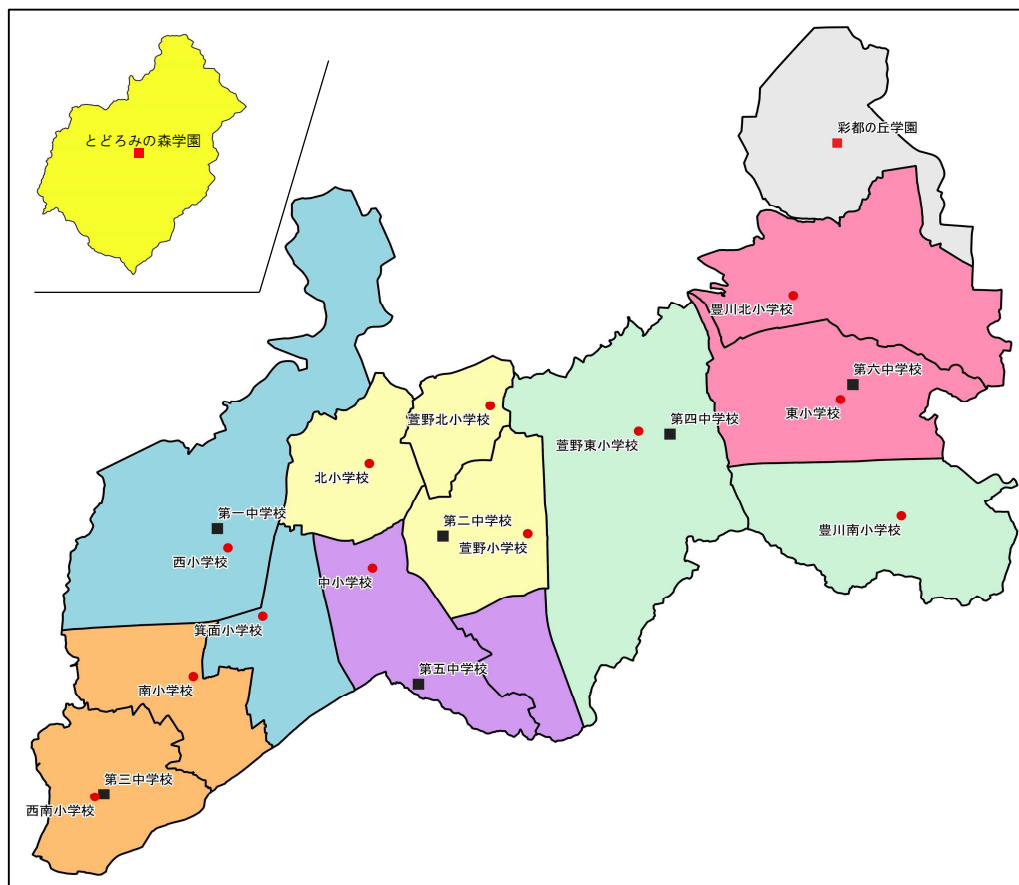 とどろみの森学園
彩都の丘学園
豊川北小学校
第六中学校
東小学校
萱野北小学校
第四中学校
萱野東小学校
北小学校
第一中学校
第二中学校
豊川南小学校
西小学校
萱野小学校
中小学校
箕面小学校
第五中学校
南小学校
第三中学校
西南小学校